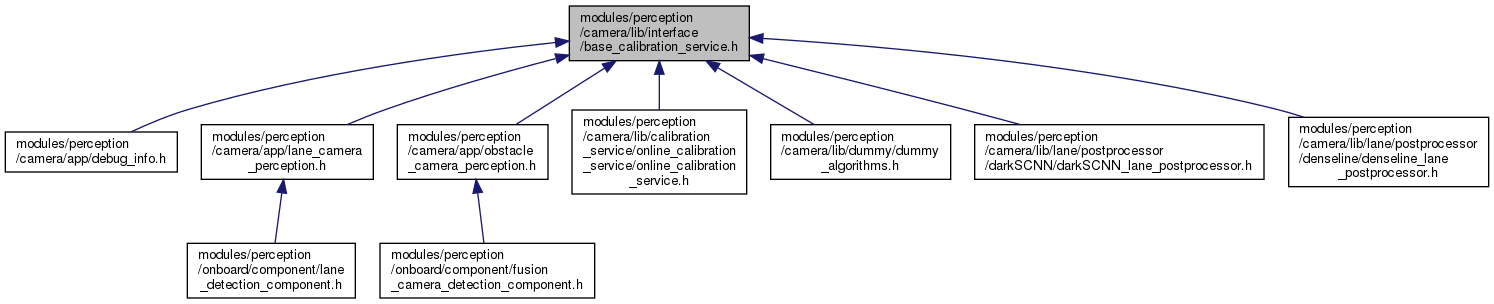 modules/perception
/camera/lib/interface
/base_calibration_service.h
modules/perception
/camera/app/debug_info.h
modules/perception
/camera/app/lane_camera
_perception.h
modules/perception
/camera/app/obstacle
_camera_perception.h
modules/perception
/camera/lib/calibration
_service/online_calibration
_service/online_calibration
_service.h
modules/perception
/camera/lib/dummy/dummy
_algorithms.h
modules/perception
/camera/lib/lane/postprocessor
/darkSCNN/darkSCNN_lane_postprocessor.h
modules/perception
/camera/lib/lane/postprocessor
/denseline/denseline_lane
_postprocessor.h
modules/perception
/onboard/component/lane
_detection_component.h
modules/perception
/onboard/component/fusion
_camera_detection_component.h